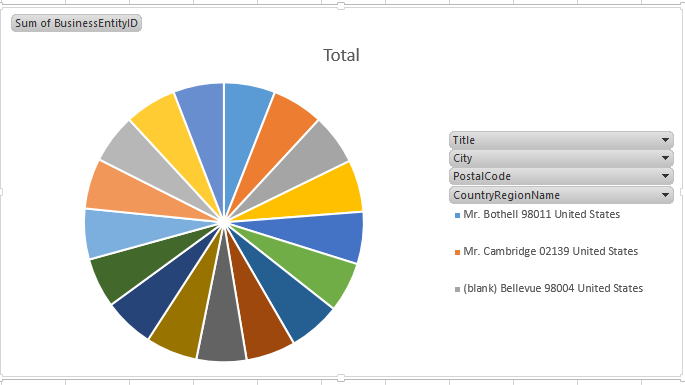 Sum of BusinessEntityID
Total
Title
City
PostalCode
CountryRegionName
Mr. Bothell 98011 United States
Mr. Cambridge 02139 United States
(blank) Bellevue 98004 United States